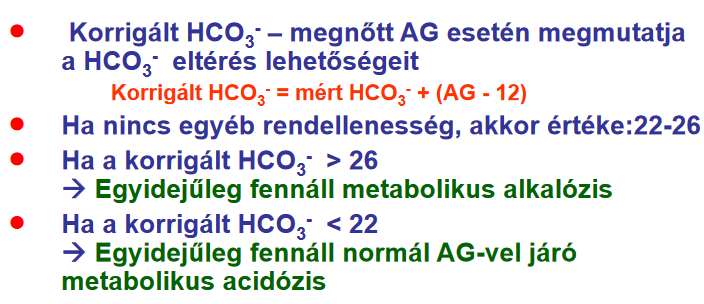 • Korrigált HCO₃⁻ – megnőtt AG esetén megmutatja
a HCO₃⁻ eltérés lehetőségeit
Korrigált HCO₃⁻ = mért HCO₃⁻ + (AG - 12)
• Ha nincs egyéb rendellenesség, akkor értéke:22-26
• Ha a korrigált HCO₃⁻ > 26
→ Egyidejűleg fennáll metabolikus alkalózis
• Ha a korrigált HCO₃⁻ < 22
→ Egyidejűleg fennáll normál AG-vel járó
metabolikus acidózis